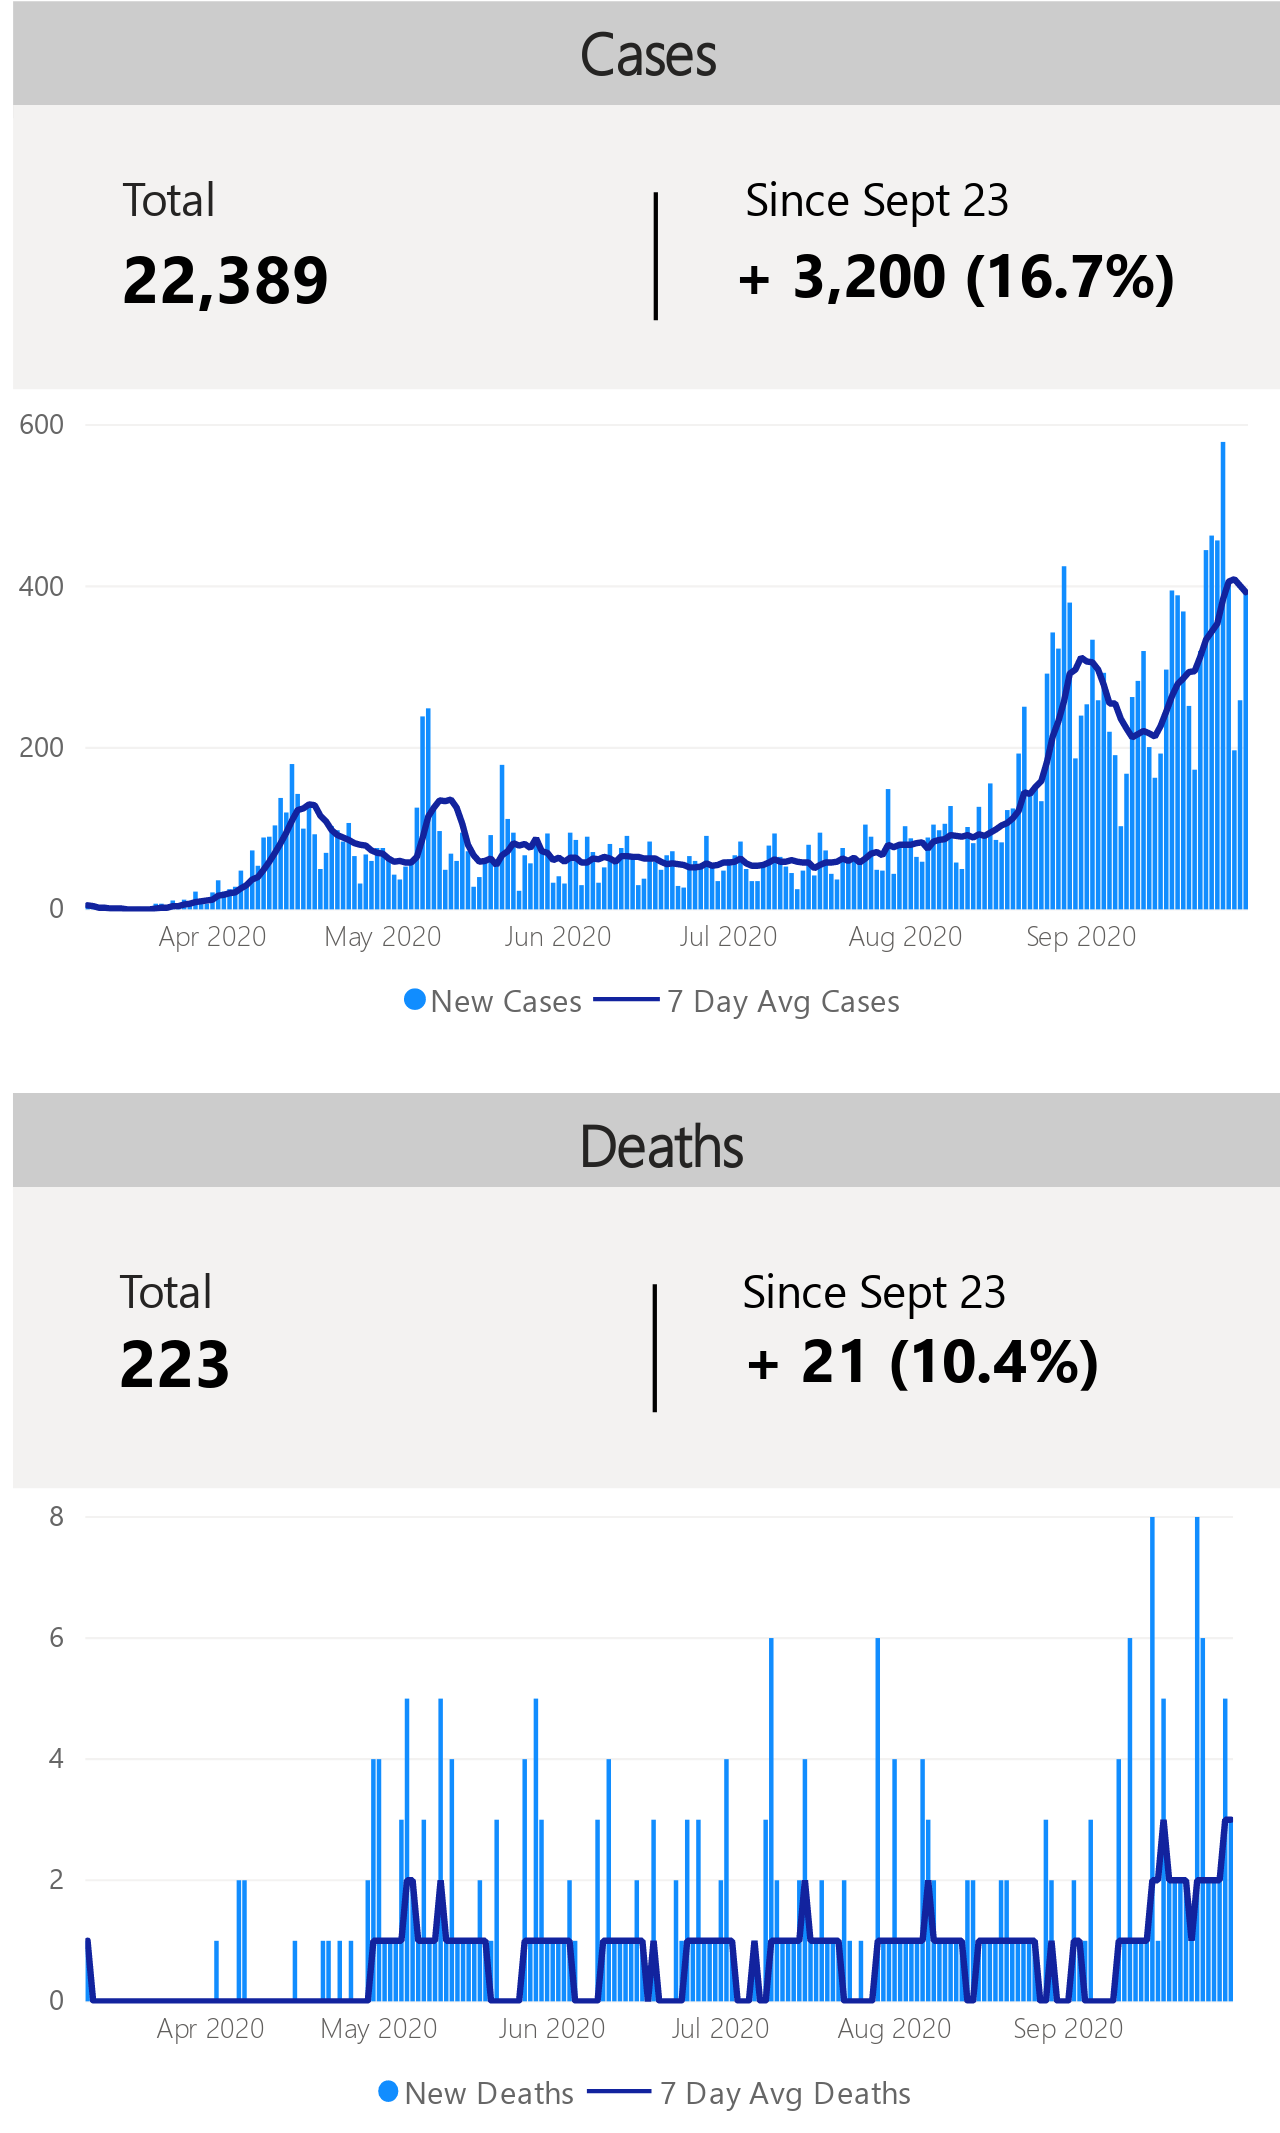 Cases
Total
Since Sept 23
22,389
+ 3,200 (16.7%)
600
400
200
0
Apr 2020
May 2020
Jun 2020
Jul 2020
Aug 2020
Sep 2020
New Cases
7 Day Avg Cases
Deaths
Total
Since Sept 23
223
+ 21 (10.4%)
8
6
4
2
0
Apr 2020
May 2020
Jun 2020
Jul 2020
Aug 2020
Sep 2020
New Deaths
7 Day Avg Deaths